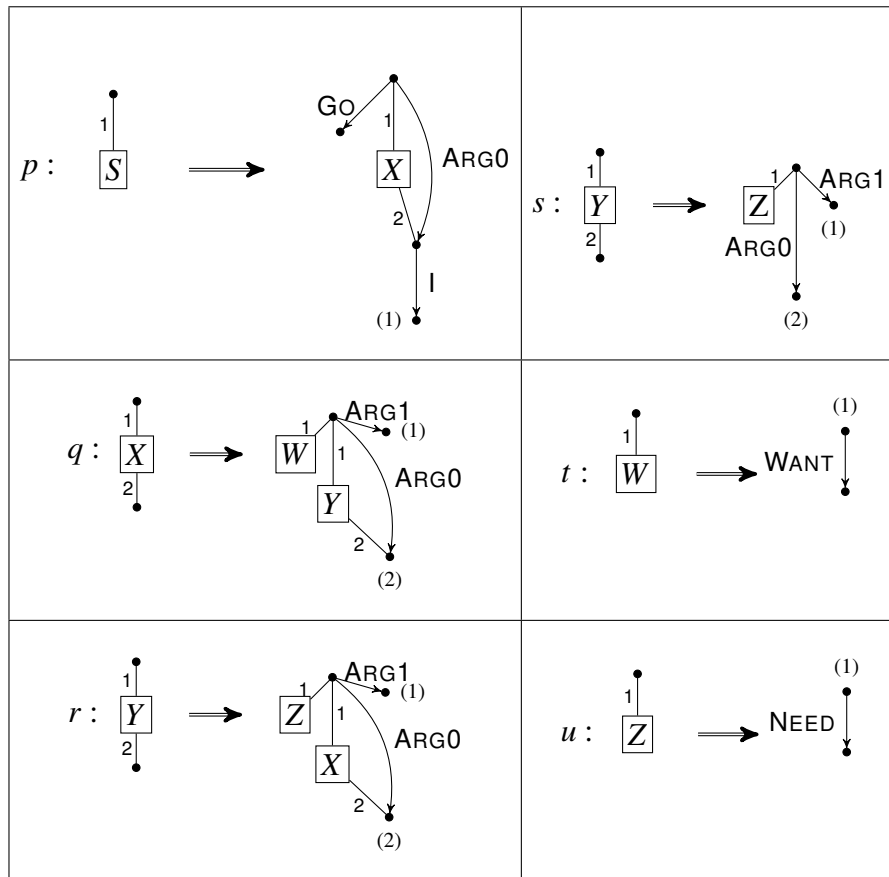 p : 1 S ⟹ GO 1 X 2 ARG0 I (1)
s : 1 Y 2 ⟹ 1 Z ARG0 ARG1 (1) (2)
q : 1 X 2 ⟹ 1 W 1 Y 2 ARG1 (1) ARG0 (2)
t : 1 W ⟹ (1) WANT
r : 1 Y 2 ⟹ 1 Z 1 X 2 ARG1 (1) ARG0 (2)
u : 1 Z ⟹ (1) NEED